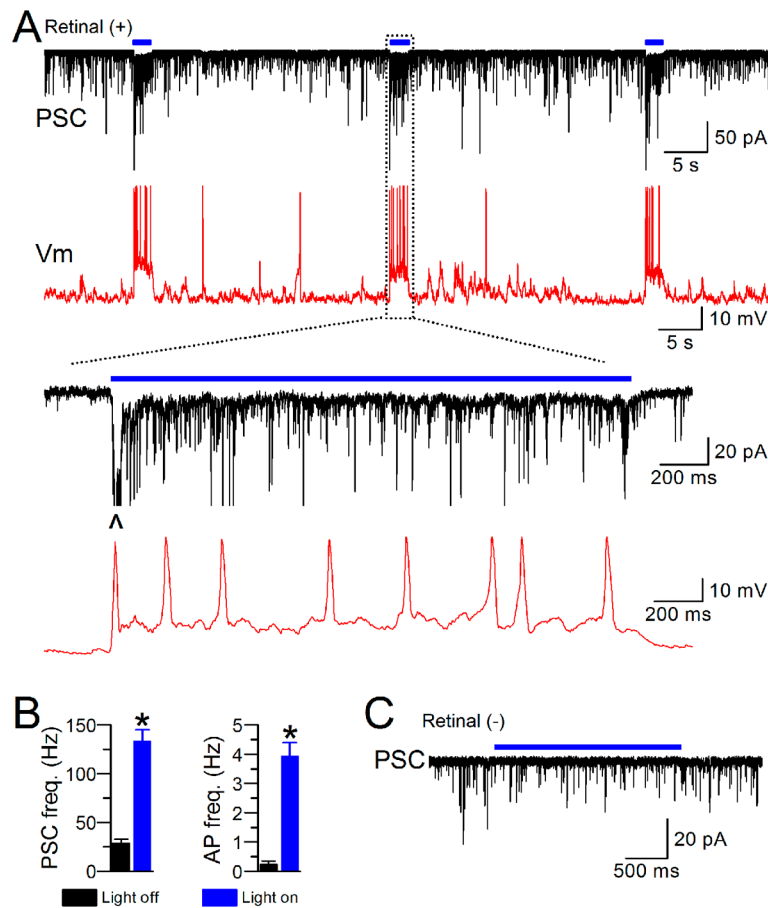 A
Retinal (+)
PSC
50 pA
5 s
Vm
10 mV
5 s
20 pA
200 ms
^
10 mV
200 ms
B
PSC freq. (Hz)
150
100
50
0
*
AP freq. (Hz)
5
4
3
2
1
0
*
Light off
Light on
C
Retinal (-)
PSC
20 pA
500 ms